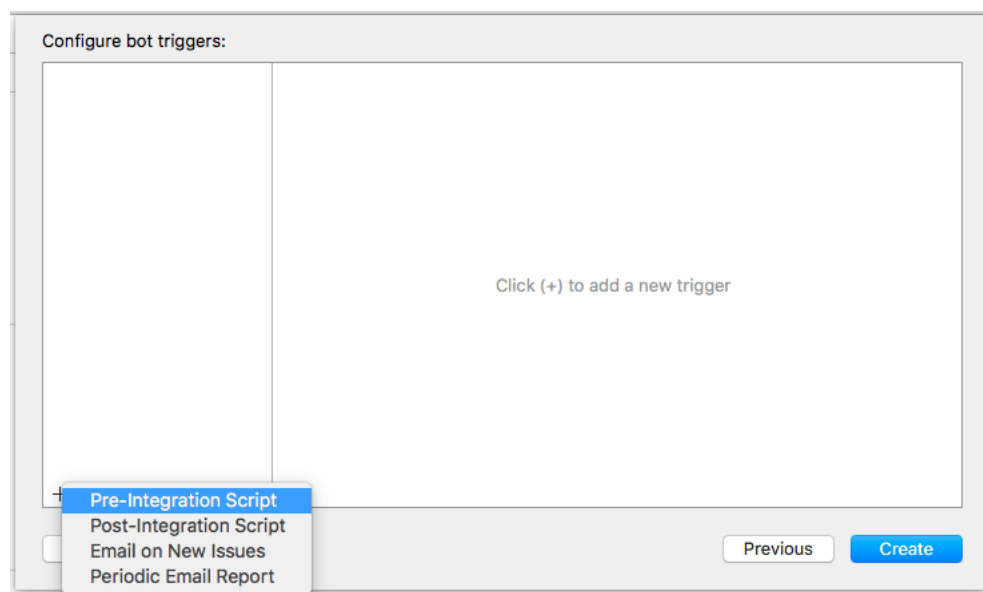 Configure bot triggers:
Click (+) to add a new trigger
+
Pre-Integration Script
Post-Integration Script
Email on New Issues
Periodic Email Report
Previous
Create